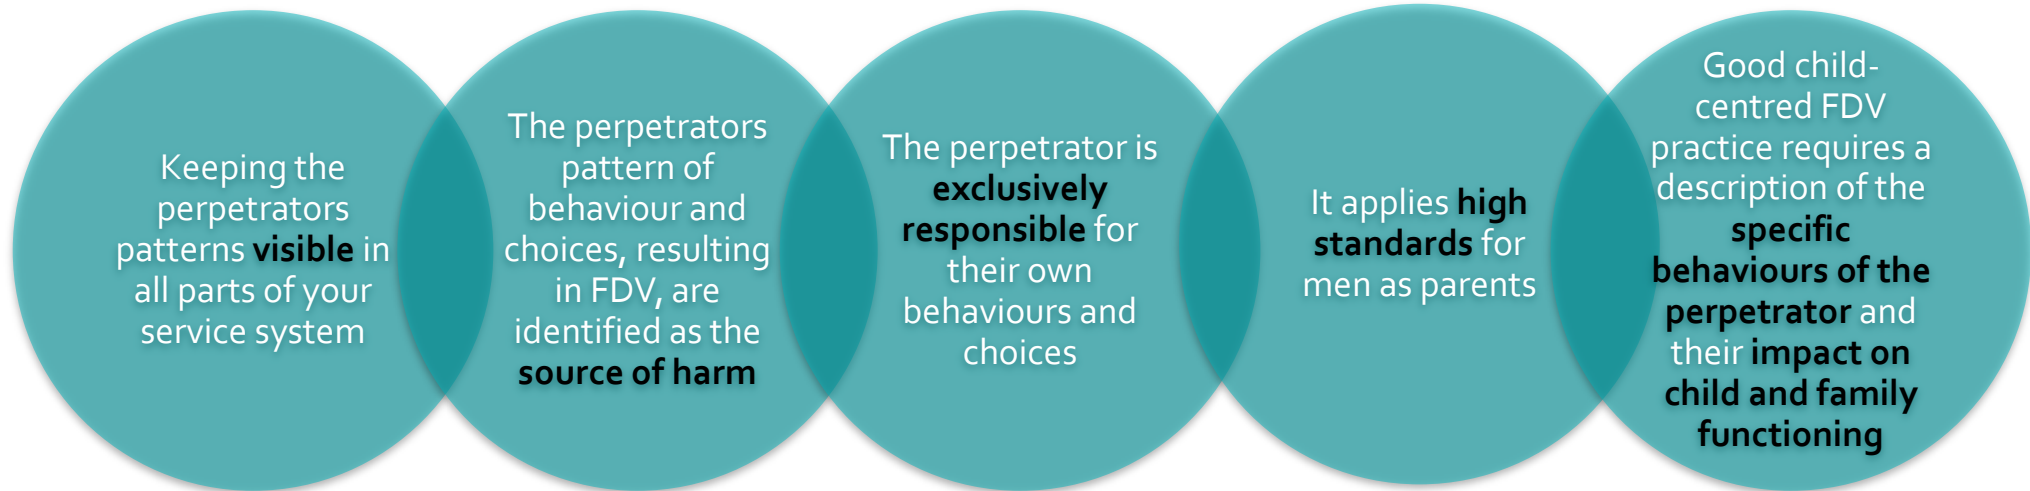 Keeping the
perpetrators
patterns visible in
all parts of your
service system
The perpetrators
pattern of
behaviour and
choices, resulting
in FDV, are
identified as the
source of harm
The perpetrator is
exclusively
responsible for
their own
behaviours and
choices
It applies high
standards for
men as parents
Good child-
centred FDV
practice requires a
description of the
specific
behaviours of the
perpetrator and
their impact on
child and family
functioning